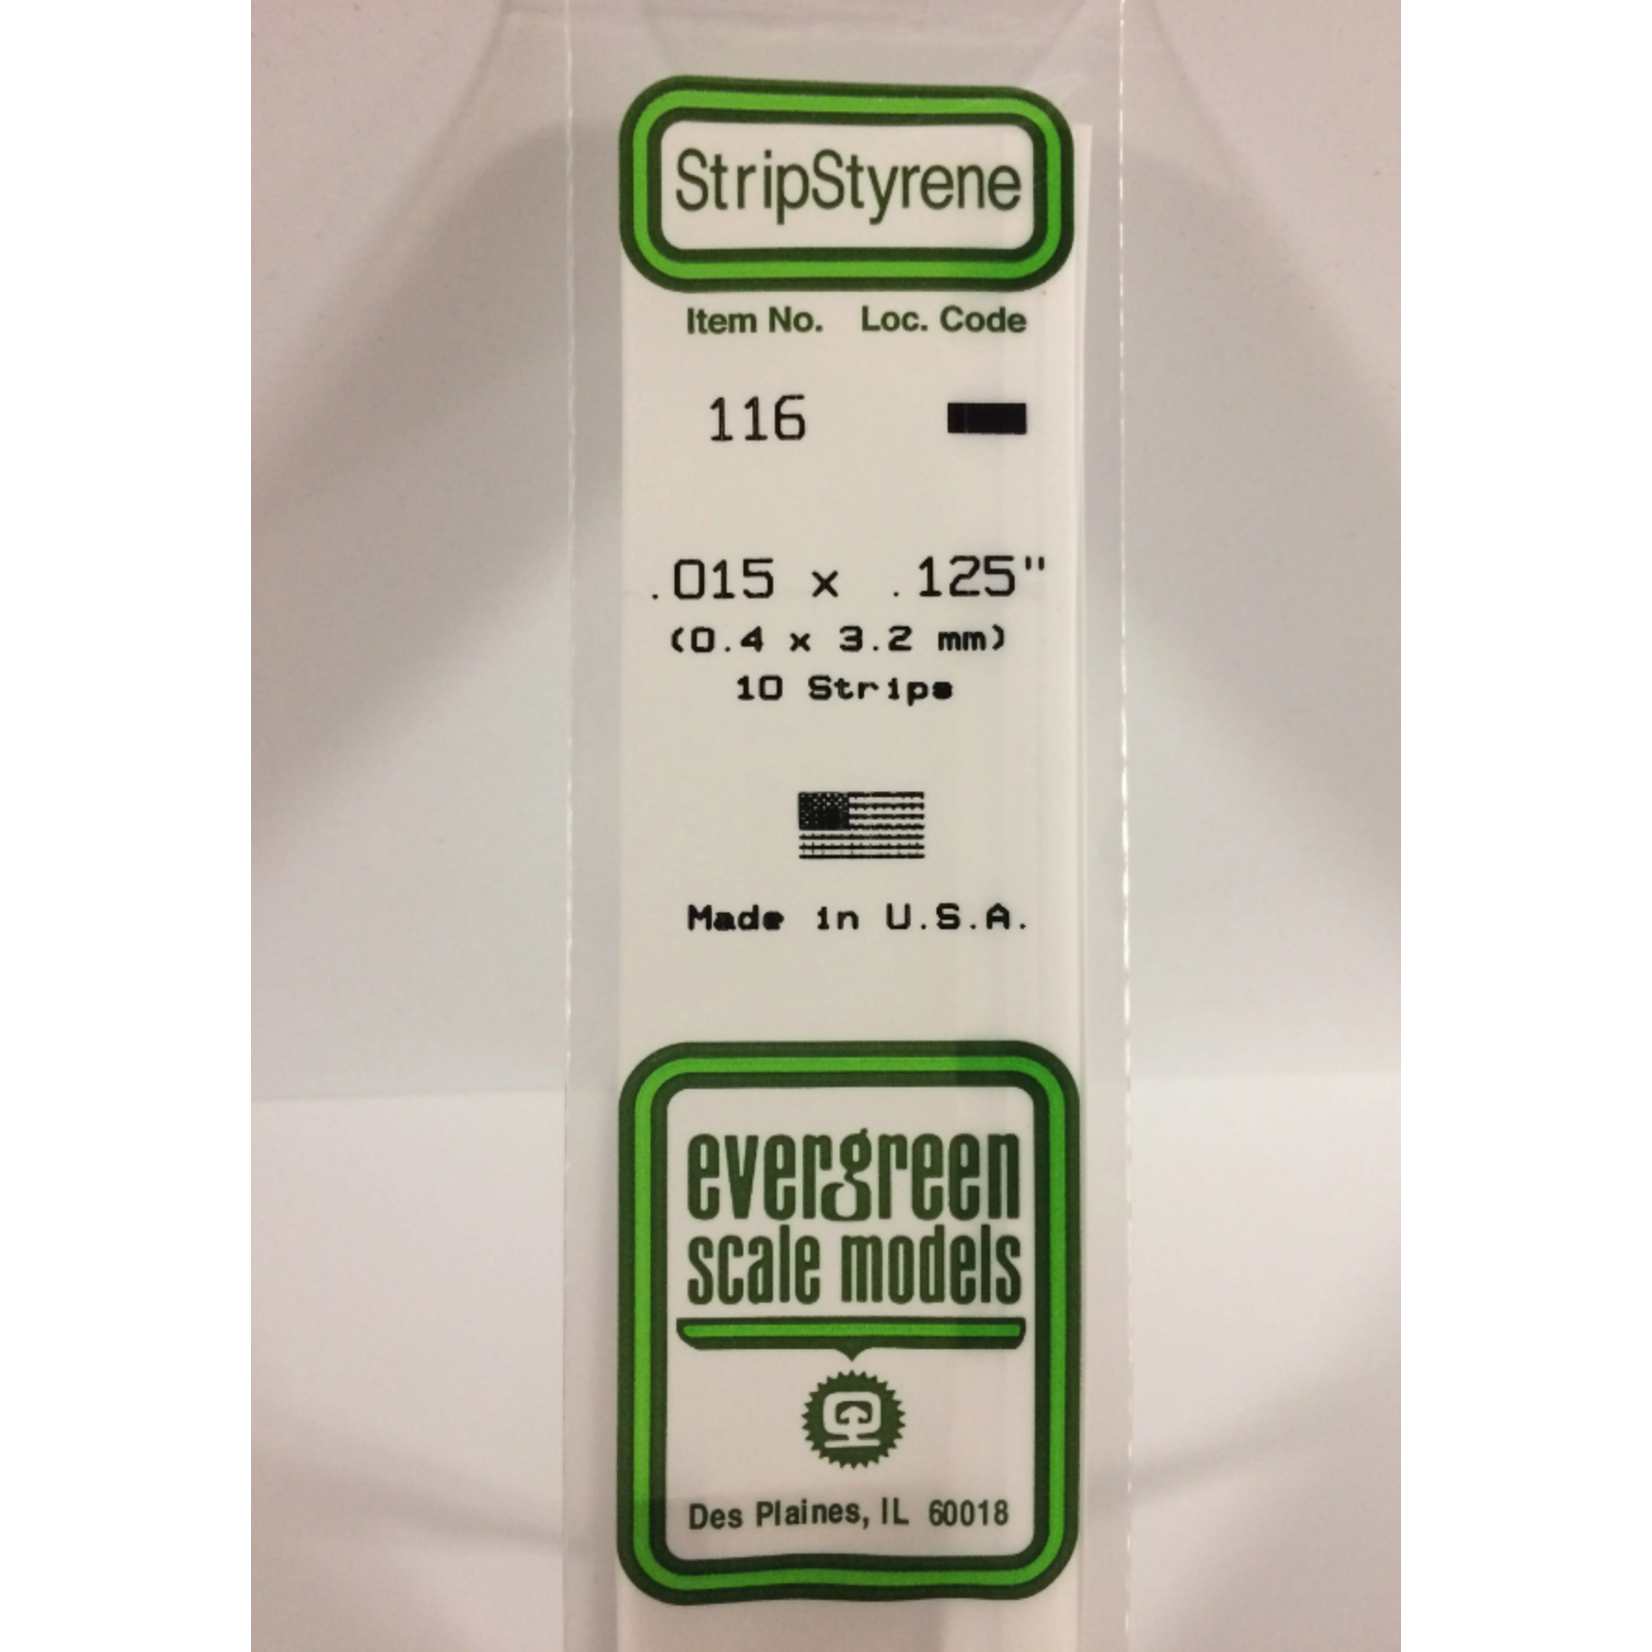 StripStyrene
Item No. Loc. Code
116
.015 x .125"
(0.4 x 3.2 mm)
10 Strips
Made in U.S.A.
evergreen
scale models
Des Plaines, IL 60018